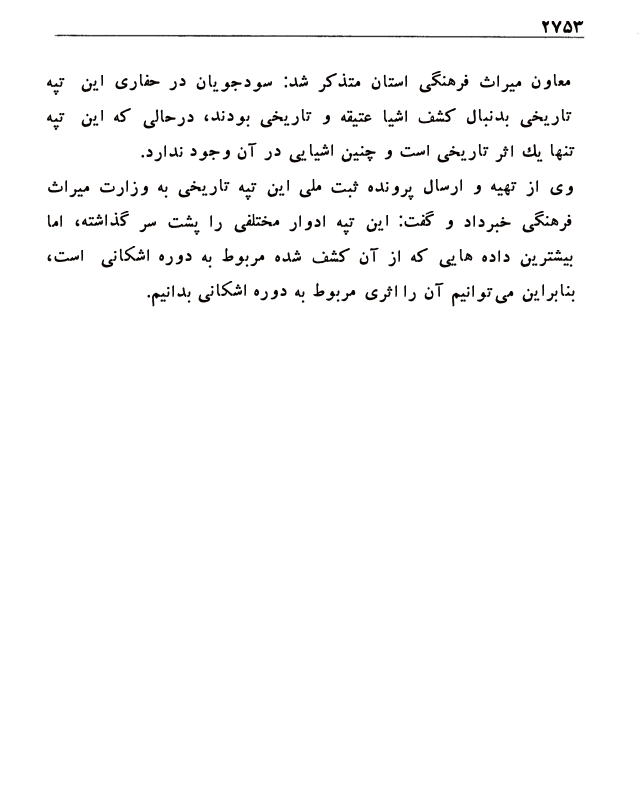 ۲۷۵۳
معاون میراث فرهنگی استان متذکر شد: سودجویان در حفاری این تپه
تاریخی بدنبال کشف اشیا عتیقه و تاریخی بودند، درحالی که این تپه
تنها یك اثر تاریخی است و چنین اشیایی در آن وجود ندارد.
وی از تهیه و ارسال پرونده ثبت ملی این تپه تاریخی به وزارت میراث
فرهنگی خبرداد و گفت: این تپه ادوار مختلفی را پشت سر گذاشته، اما
بیشترین داده هایی که از آن کشف شده مربوط به دوره اشکانی است،
بنابراین می‌توانیم آن را اثری مربوط به دوره اشکانی بدانیم.